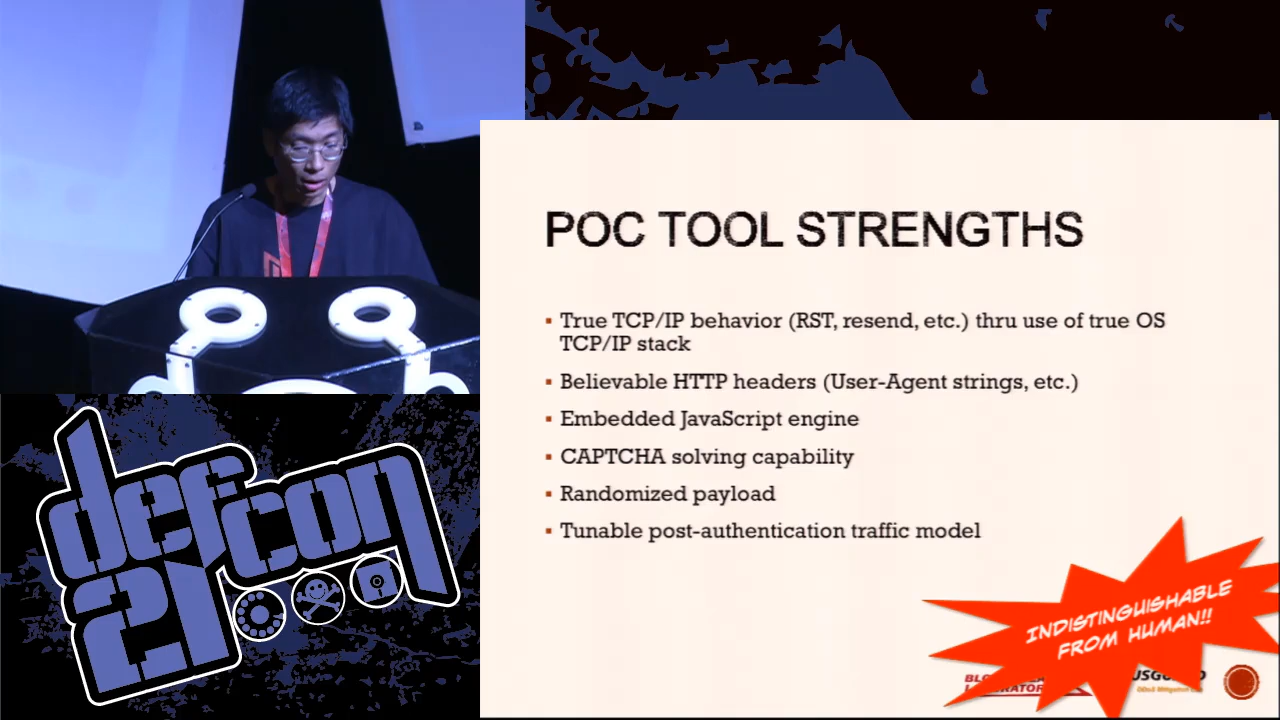 POC TOOL STRENGTHS
▪ True TCP/IP behavior (RST, resend, etc.) thru use of true OS
TCP/IP stack
▪ Believable HTTP headers (User-Agent strings, etc.)
▪ Embedded JavaScript engine
▪ CAPTCHA solving capability
▪ Randomized payload
▪ Tunable post-authentication traffic model
INDISTINGUISHABLE
FROM HUMAN!!
defcon
21